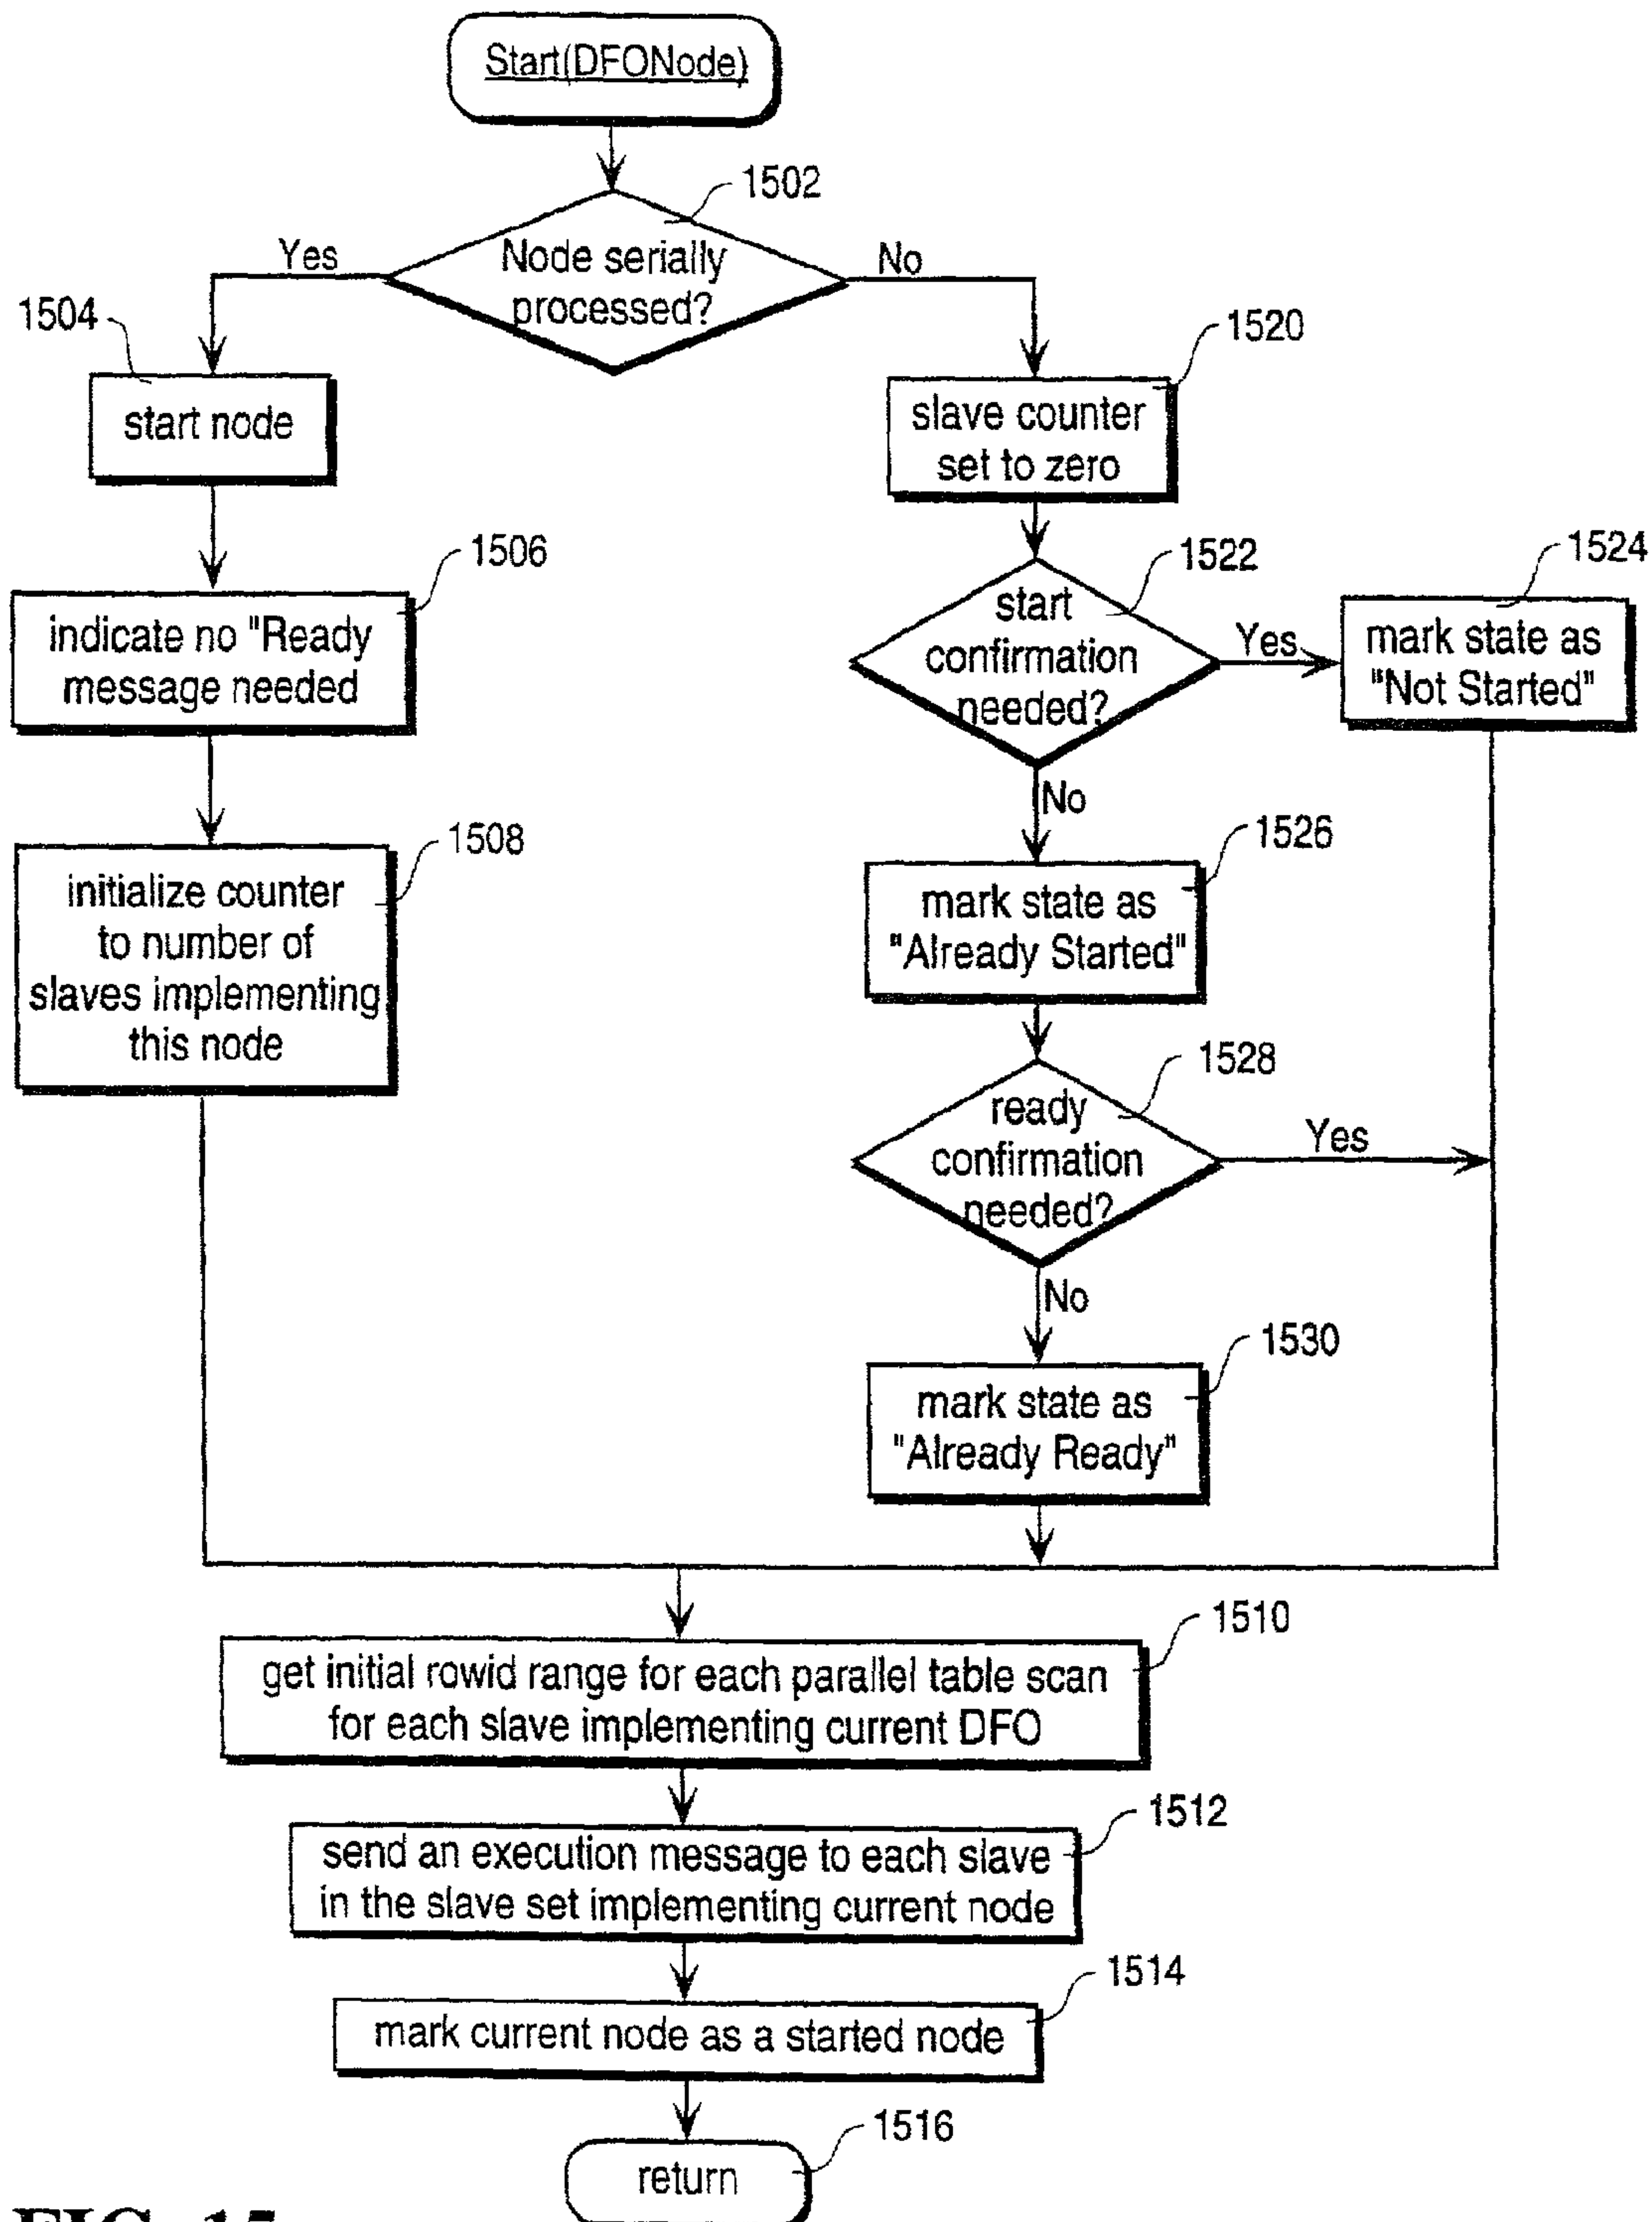 Start(DFONode)
1502
Node serially
processed?
Yes
No
1504
start node
1520
slave counter
set to zero
1506
indicate no "Ready
message needed
1522
start
confirmation
needed?
Yes
1524
mark state as
"Not Started"
No
1508
initialize counter
to number of
slaves implementing
this node
1526
mark state as
"Already Started"
1528
ready
confirmation
needed?
Yes
No
1530
mark state as
"Already Ready"
1510
get initial rowid range for each parallel table scan
for each slave implementing current DFO
1512
send an execution message to each slave
in the slave set implementing current node
1514
mark current node as a started node
1516
return
FIG. 15